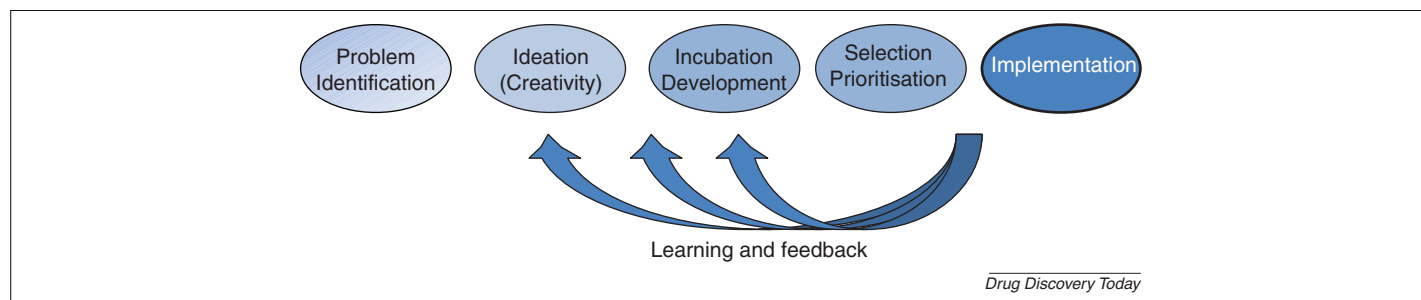 Problem
Identification
Ideation
(Creativity)
Incubation
Development
Selection
Prioritisation
Implementation
Learning and feedback
Drug Discovery Today